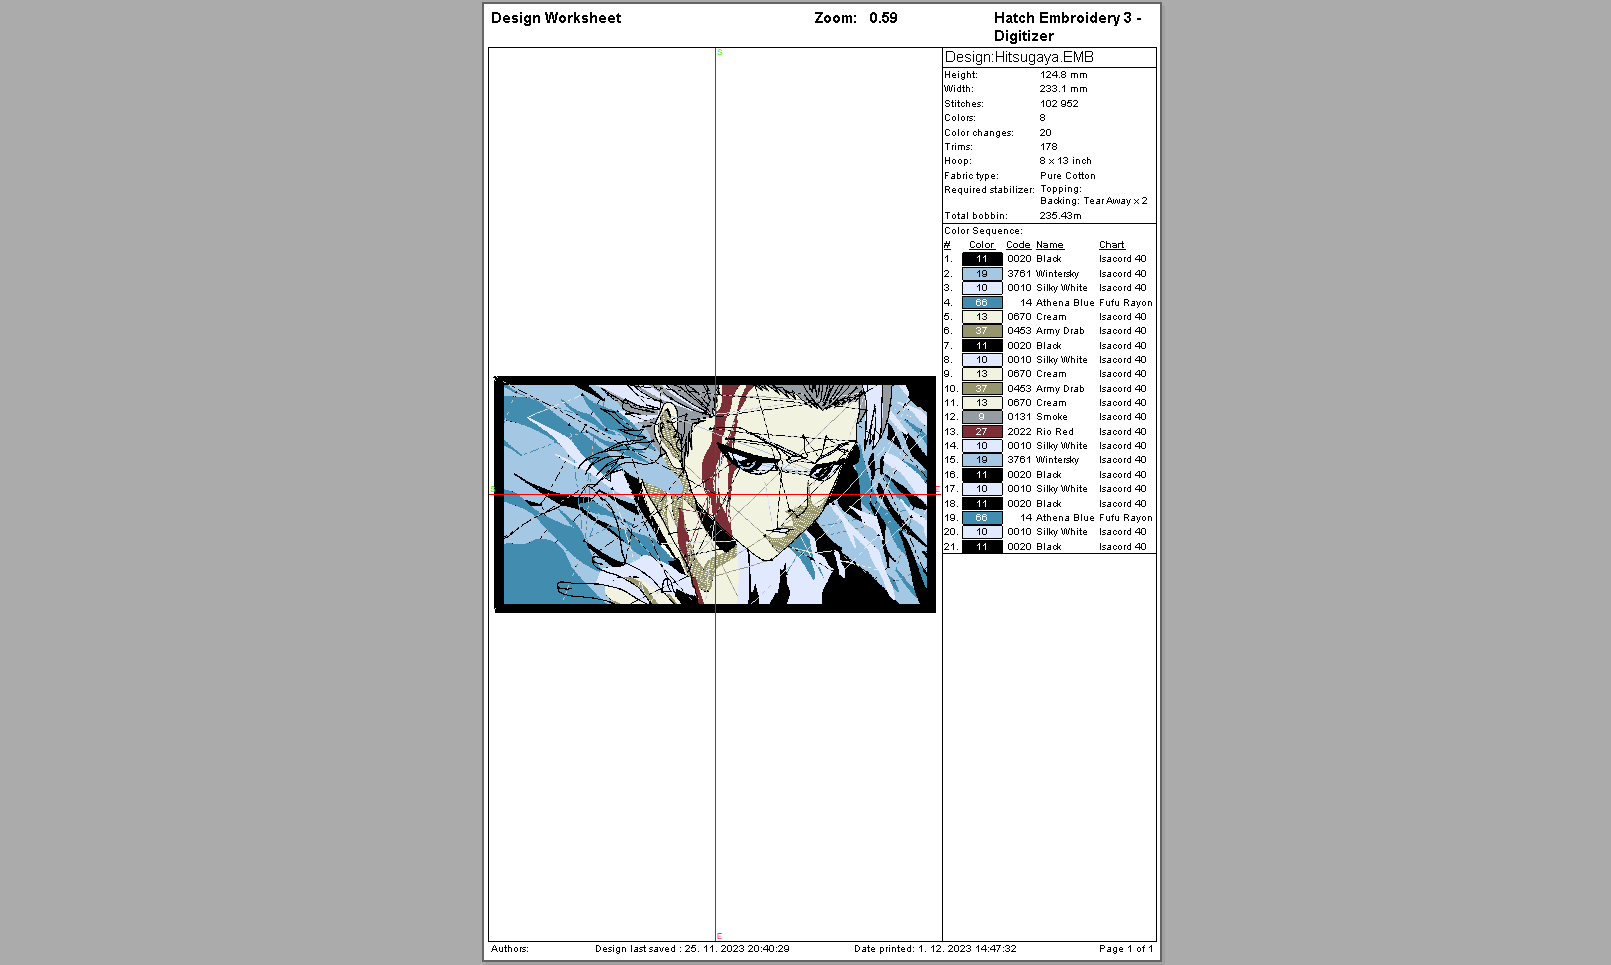 Design Worksheet Zoom: 0.59 Hatch Embroidery 3 -
Digitizer
S
Design:Hitsugaya.EMB
Height: 124.8 mm
Width: 233.1 mm
Stitches: 102 952
Colors: 8
Color changes: 20
Trims: 178
Hoop: 8 x 13 inch
Fabric type: Pure Cotton
Required stabilizer: Topping:
Backing: Tear Away x 2
Total bobbin: 235.43m
Color Sequence:
# Color Code Name Chart
1. 11 0020 Black Isacord 40
2. 19 3761 Wintersky Isacord 40
3. 10 0010 Silky White Isacord 40
4. 66 14 Athena Blue Fufu Rayon
5. 13 0670 Cream Isacord 40
6. 37 0453 Army Drab Isacord 40
7. 11 0020 Black Isacord 40
8. 10 0010 Silky White Isacord 40
9. 13 0670 Cream Isacord 40
10. 37 0453 Army Drab Isacord 40
11. 13 0670 Cream Isacord 40
12. 9 0131 Smoke Isacord 40
13. 27 2022 Rio Red Isacord 40
14. 10 0010 Silky White Isacord 40
15. 19 3761 Wintersky Isacord 40
16. 11 0020 Black Isacord 40
17. 10 0010 Silky White Isacord 40
18. 11 0020 Black Isacord 40
19. 66 14 Athena Blue Fufu Rayon
20. 10 0010 Silky White Isacord 40
21. 11 0020 Black Isacord 40
S E
E
Authors: Design last saved : 25. 11. 2023 20:40:29 Date printed: 1. 12. 2023 14:47:32 Page 1 of 1